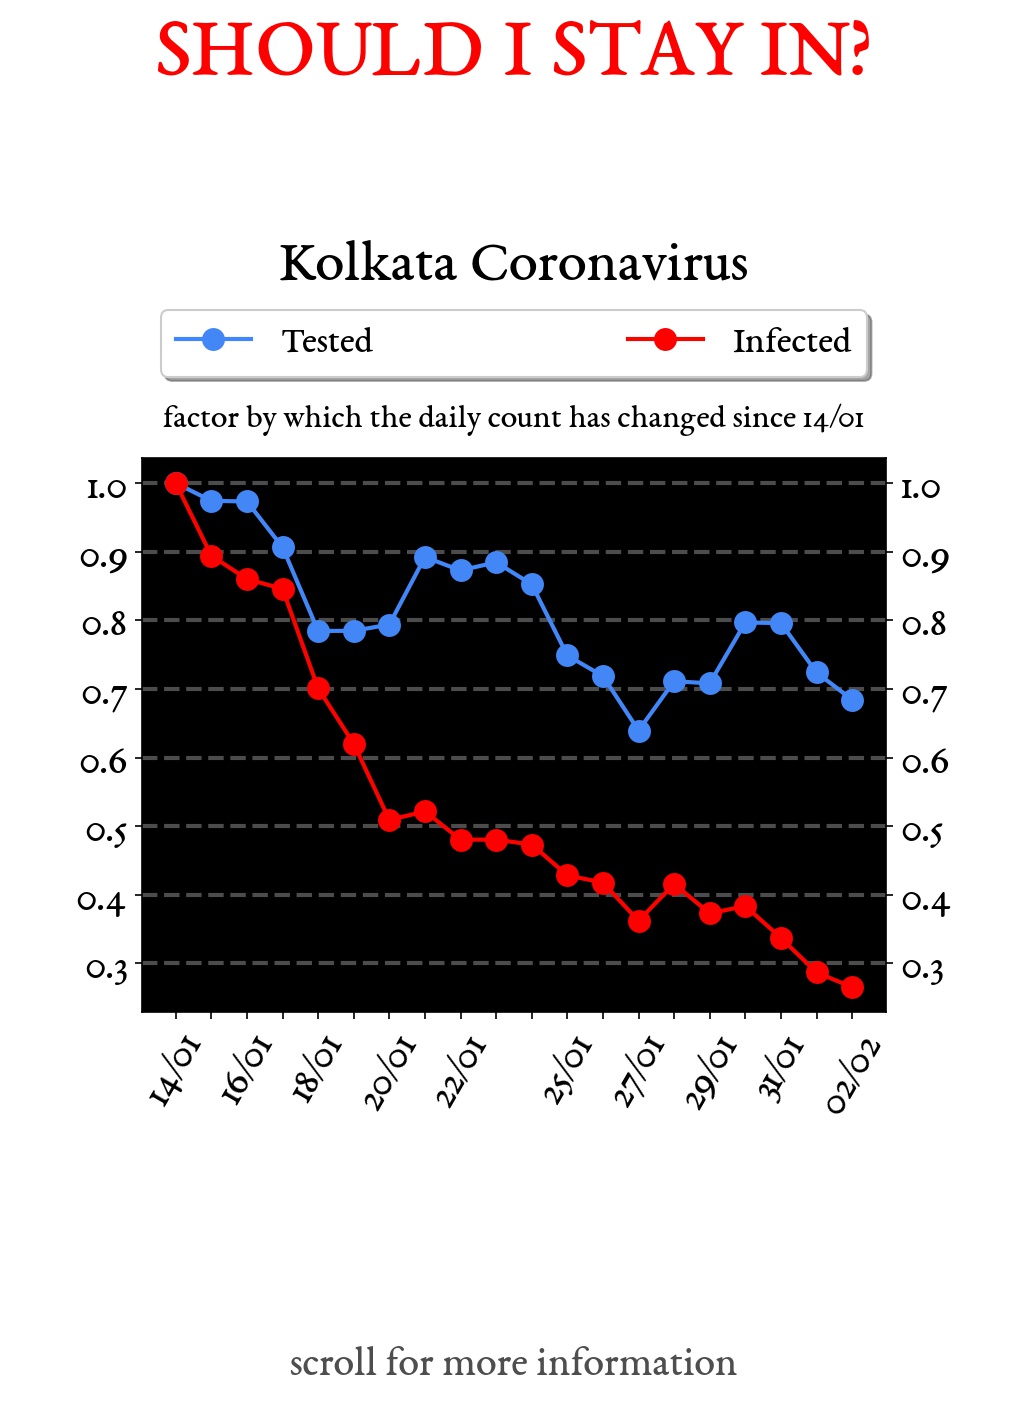 SHOULD I STAY IN?
Kolkata Coronavirus
Tested Infected
factor by which the daily count has changed since 14/01
1.0 1.0
0.9 0.9
0.8 0.8
0.7 0.7
0.6 0.6
0.5 0.5
0.4 0.4
0.3 0.3
14/01 16/01 18/01 20/01 22/01 25/01 27/01 29/01 31/01 02/02
scroll for more information